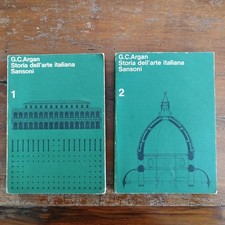 G.C.Argan
Storia dell'arte italiana
Sansoni
1
G.C.Argan
Storia dell'arte italiana
Sansoni
2